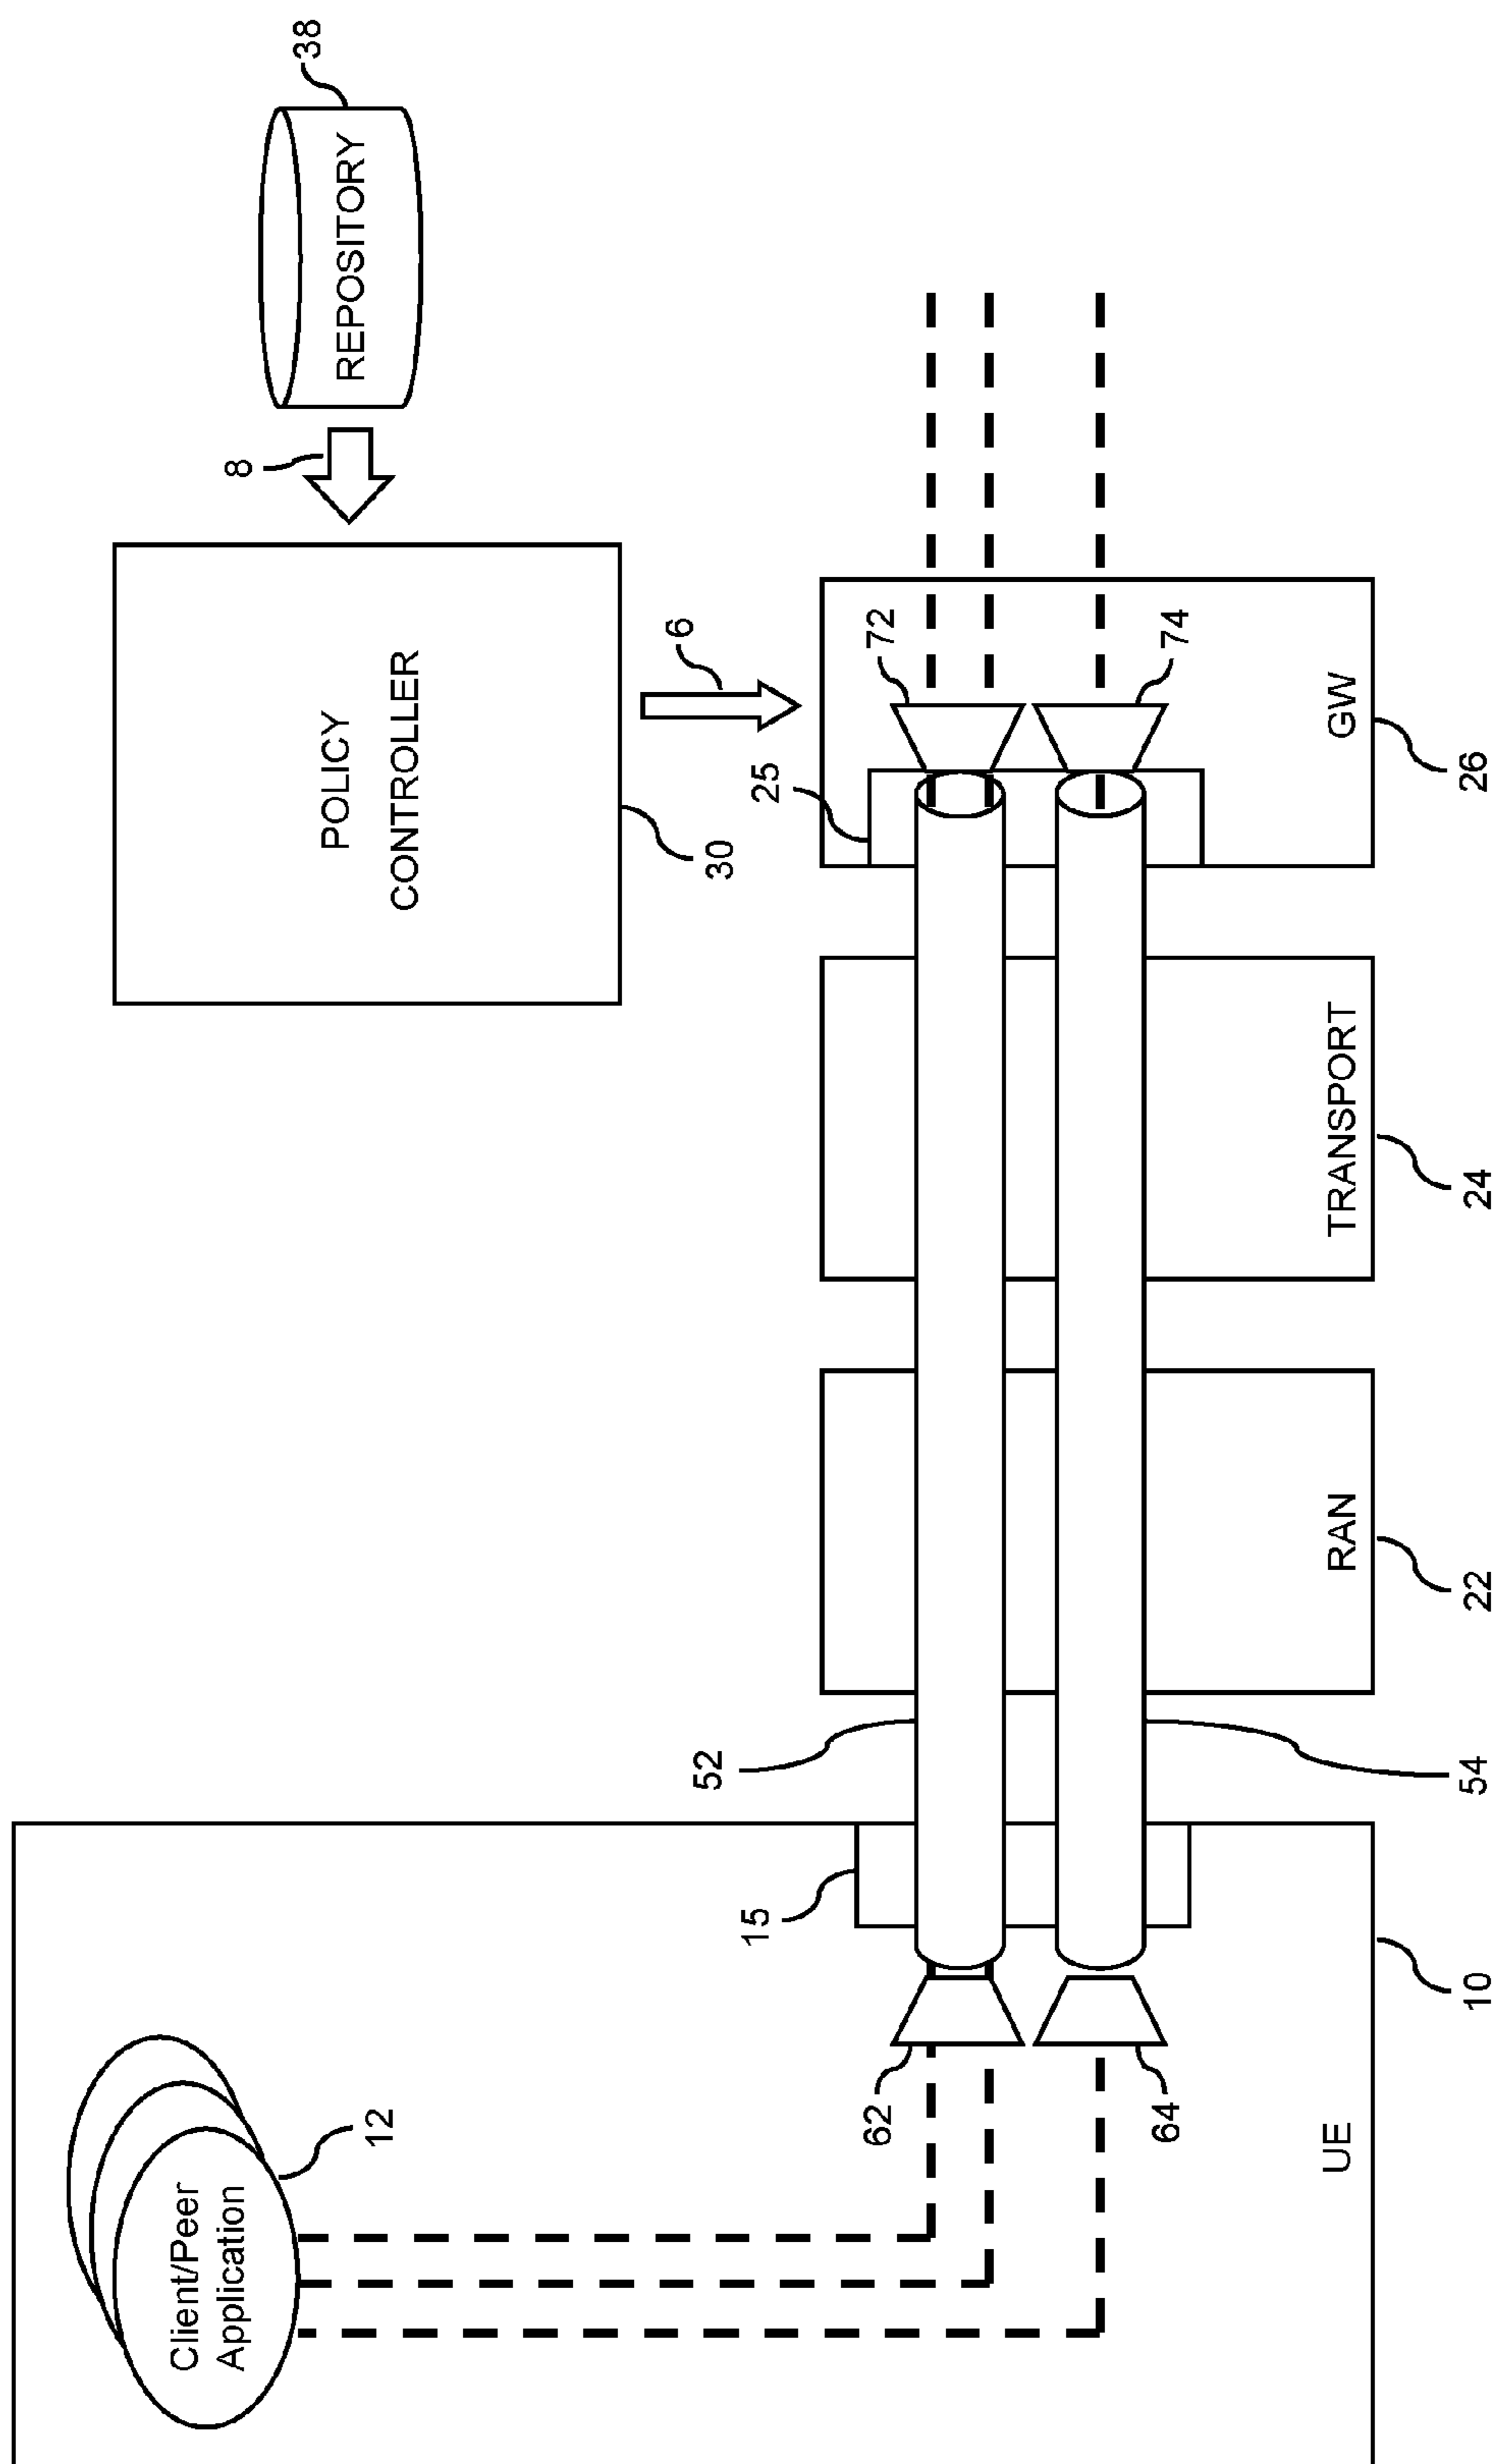 38
REPOSITORY
8
POLICY
CONTROLLER
30
6
72
74
25
GW
26
TRANSPORT
24
RAN
22
52
54
15
10
12
Client/Peer
Application
62
64
UE